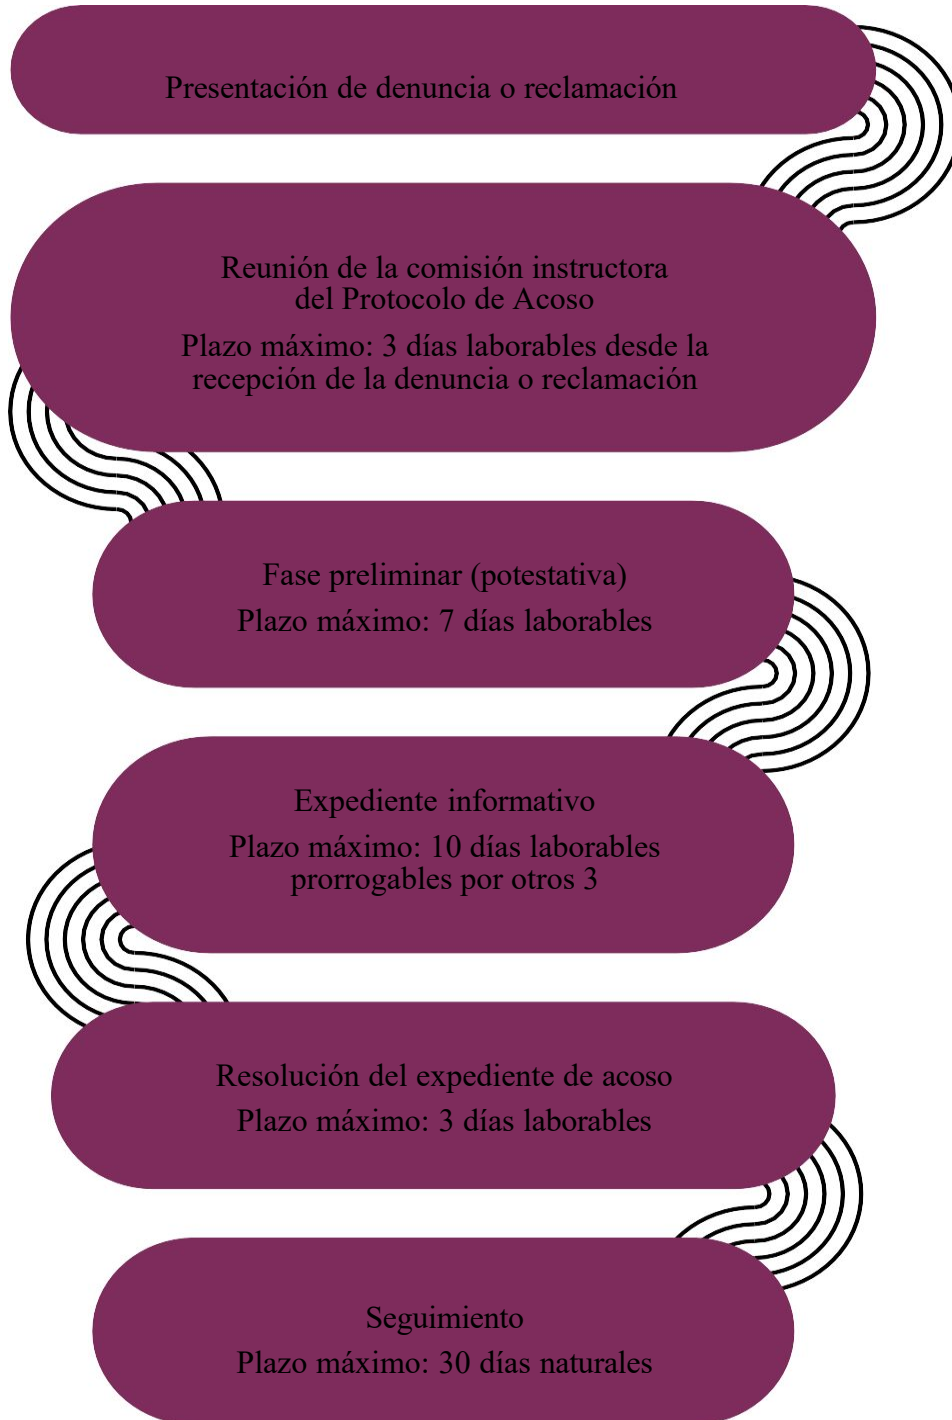 Presentación de denuncia o reclamación
Reunión de la comisión instructora
del Protocolo de Acoso
Plazo máximo: 3 días laborables desde la
recepción de la denuncia o reclamación
Fase preliminar (potestativa)
Plazo máximo: 7 días laborables
Expediente informativo
Plazo máximo: 10 días laborables
prorrogables por otros 3
Resolución del expediente de acoso
Plazo máximo: 3 días laborables
Seguimiento
Plazo máximo: 30 días naturales